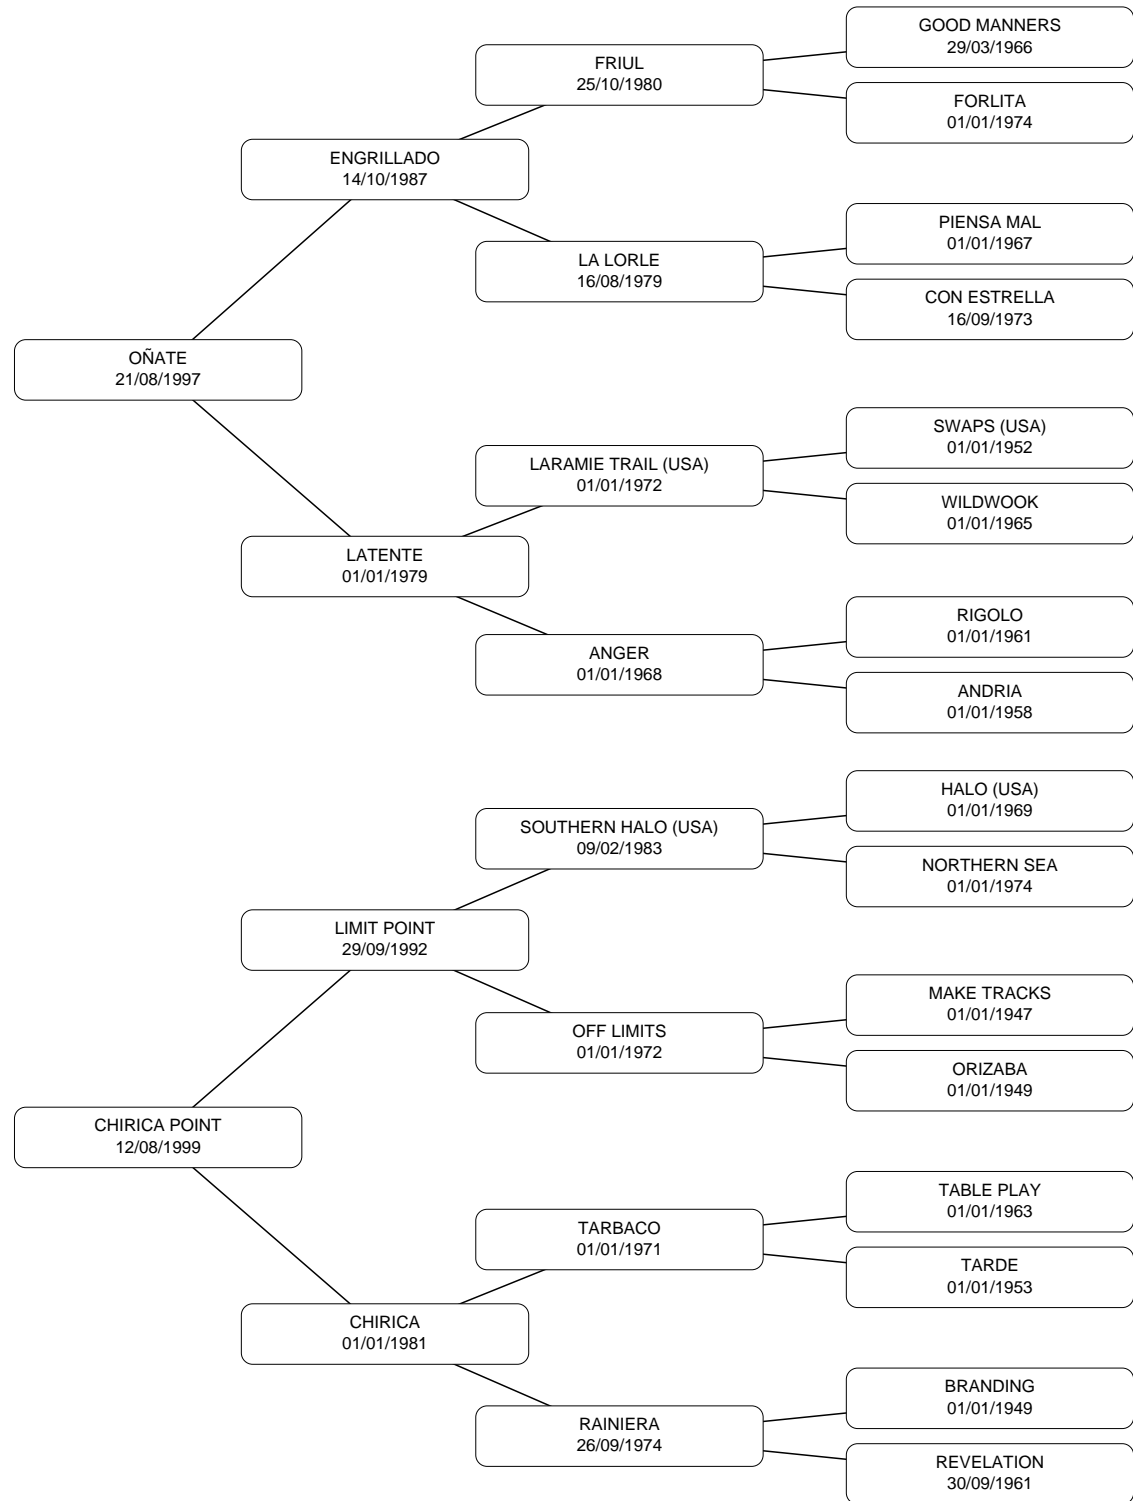 GOOD MANNERS
29/03/1966
FRIUL
25/10/1980
FORLITA
01/01/1974
ENGRILLADO
14/10/1987
PIENSA MAL
01/01/1967
LA LORLE
16/08/1979
CON ESTRELLA
16/09/1973
OÑATE
21/08/1997
SWAPS (USA)
01/01/1952
LARAMIE TRAIL (USA)
01/01/1972
WILDWOOK
01/01/1965
LATENTE
01/01/1979
RIGOLO
01/01/1961
ANGER
01/01/1968
ANDRIA
01/01/1958
HALO (USA)
01/01/1969
SOUTHERN HALO (USA)
09/02/1983
NORTHERN SEA
01/01/1974
LIMIT POINT
29/09/1992
MAKE TRACKS
01/01/1947
OFF LIMITS
01/01/1972
ORIZABA
01/01/1949
CHIRICA POINT
12/08/1999
TABLE PLAY
01/01/1963
TARBACO
01/01/1971
TARDE
01/01/1953
CHIRICA
01/01/1981
BRANDING
01/01/1949
RAINIERA
26/09/1974
REVELATION
30/09/1961